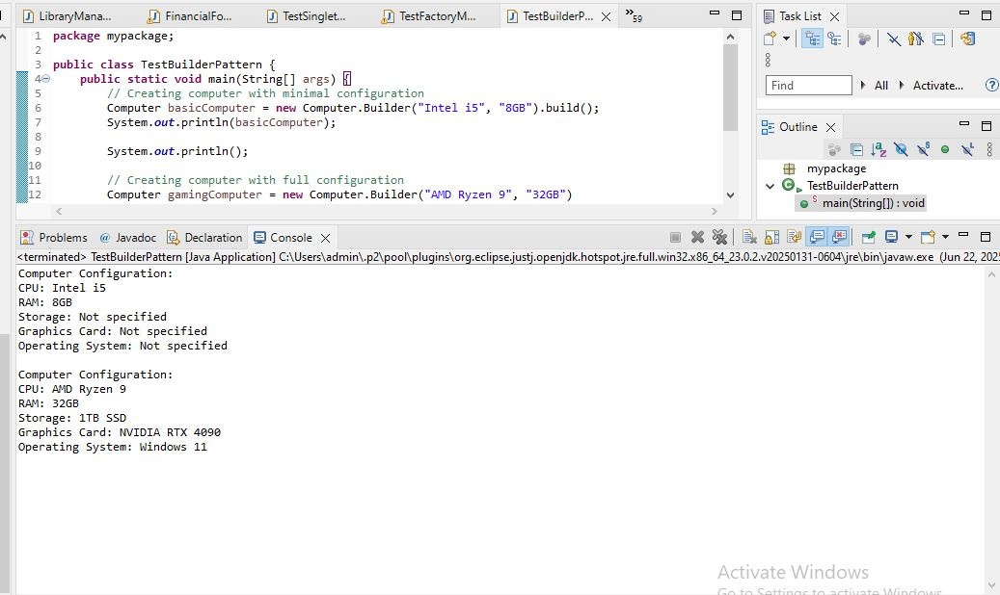 LibraryMana...
FinancialFo...
TestSinglet...
TestFactoryM...
TestBuilderP...
»59
1 package mypackage;
2
3 public class TestBuilderPattern {
4 public static void main(String[] args) {
5 // Creating computer with minimal configuration
6 Computer basicComputer = new Computer.Builder("Intel i5", "8GB").build();
7 System.out.println(basicComputer);
8
9 System.out.println();
10
11 // Creating computer with full configuration
12 Computer gamingComputer = new Computer.Builder("AMD Ryzen 9", "32GB")
Task List
Find
All
Activate...
Outline
mypackage
TestBuilderPattern
main(String[]) : void
Problems
Javadoc
Declaration
Console
<terminated> TestBuilderPattern [Java Application] C:\Users\admin\.p2\pool\plugins\org.eclipse.justj.openjdk.hotspot.jre.full.win32.x86_64_23.0.2.v20250131-0604\jre\bin\javaw.exe (Jun 22, 202
Computer Configuration:
CPU: Intel i5
RAM: 8GB
Storage: Not specified
Graphics Card: Not specified
Operating System: Not specified
Computer Configuration:
CPU: AMD Ryzen 9
RAM: 32GB
Storage: 1TB SSD
Graphics Card: NVIDIA RTX 4090
Operating System: Windows 11
Activate Windows
Go to Settings to activate Windows.